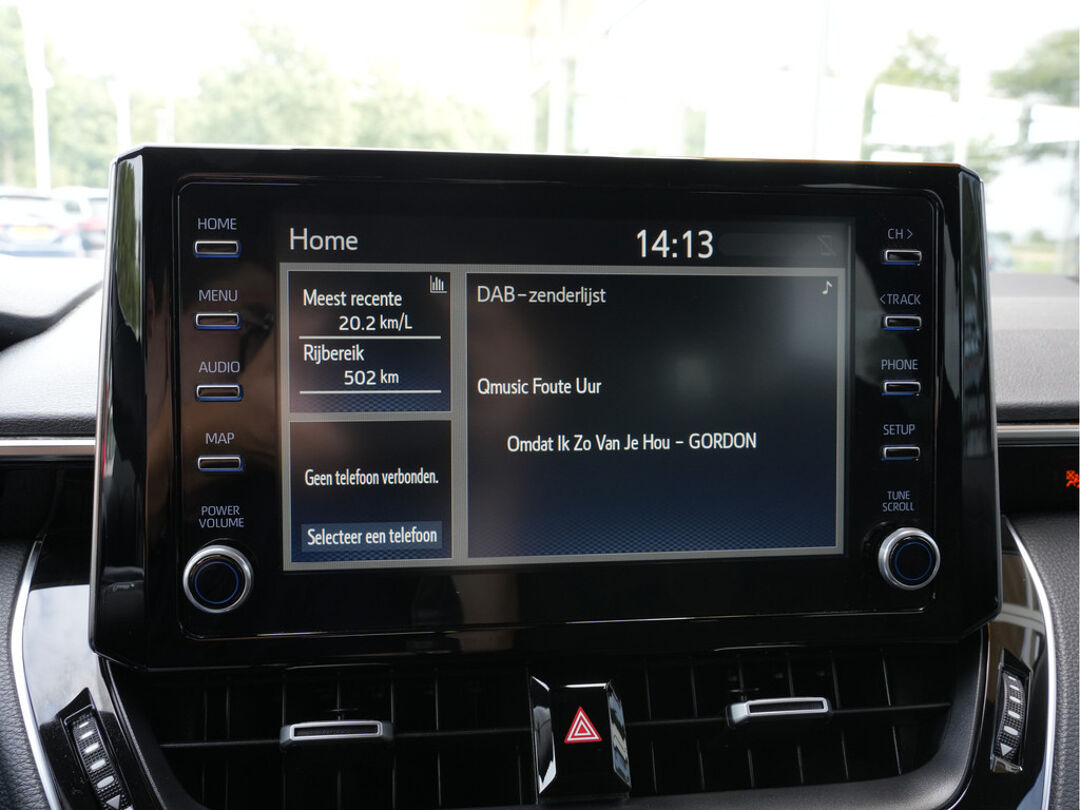 HOME
MENU
AUDIO
MAP
POWER
VOLUME
Home
14:13
Meest recente
20.2 km/L
Rijbereik
502 km
Geen telefoon verbonden.
Selecteer een telefoon
DAB-zenderlijst
Qmusic Foute Uur
Omdat Ik Zo Van Je Hou - GORDON
CH >
< TRACK
PHONE
SETUP
TUNE
SCROLL